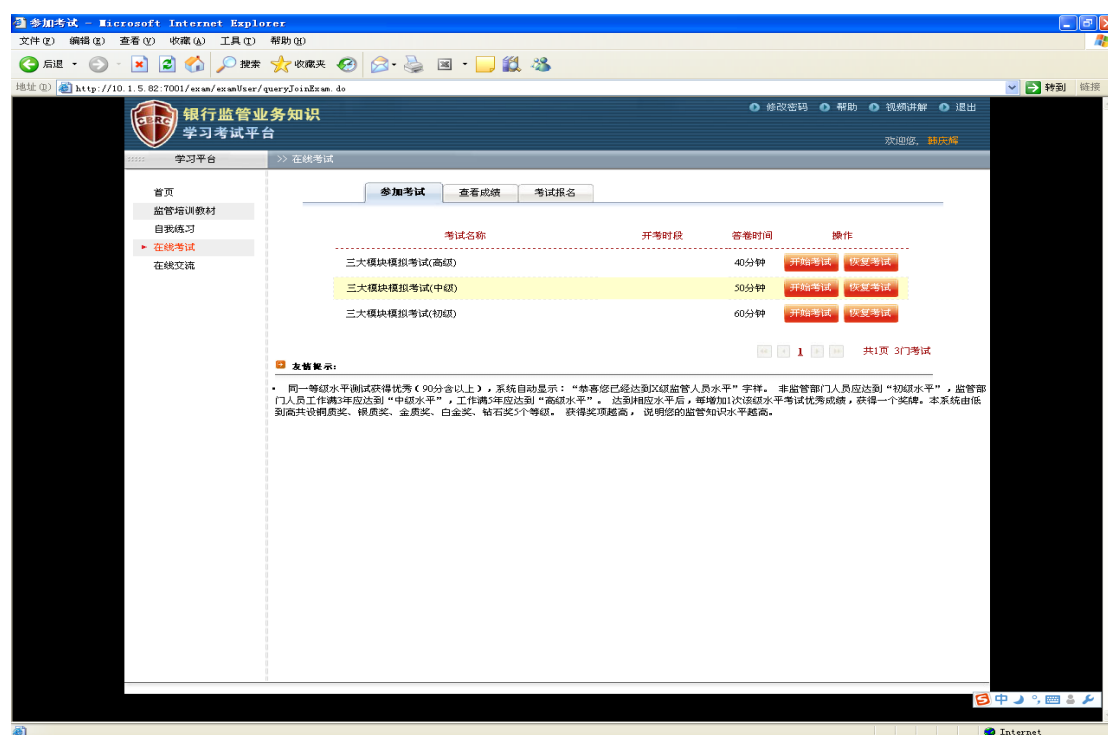 参加考试 - Microsoft Internet Explorer
文件(F) 编辑(E) 查看(V) 收藏(A) 工具(T) 帮助(H)
后退 搜索 收藏夹
地址(D) http://10.1.5.82:7001/exam/examUser/queryJoinExam.do 转到 链接
CBRC 银行监管业务知识
学习考试平台
修改密码 帮助 视频讲解 退出
欢迎您, 韩庆辉
学习平台 >> 在线考试
首页
监管培训教材
自我练习
在线考试
在线交流
参加考试 查看成绩 考试报名
考试名称 开考时段 答卷时间 操作
三大模块模拟考试(高级) 40分钟 开始考试 恢复考试
三大模块模拟考试(中级) 50分钟 开始考试 恢复考试
三大模块模拟考试(初级) 60分钟 开始考试 恢复考试
1 共1页 3门考试
友情提示:
• 同一等级水平测试获得优秀(90分含以上),系统自动显示:“恭喜您已经达到X级监管人员水平”字样。 非监管部门人员应达到“初级水平”,监管部
门人员工作满3年应达到“中级水平”,工作满5年应达到“高级水平”。 达到相应水平后,每增加1次该级水平考试优秀成绩,获得一个奖牌。本系统由低
到高共设铜质奖、银质奖、金质奖、白金奖、钻石奖5个等级。 获得奖项越高, 说明您的监管知识水平越高。
中
Internet